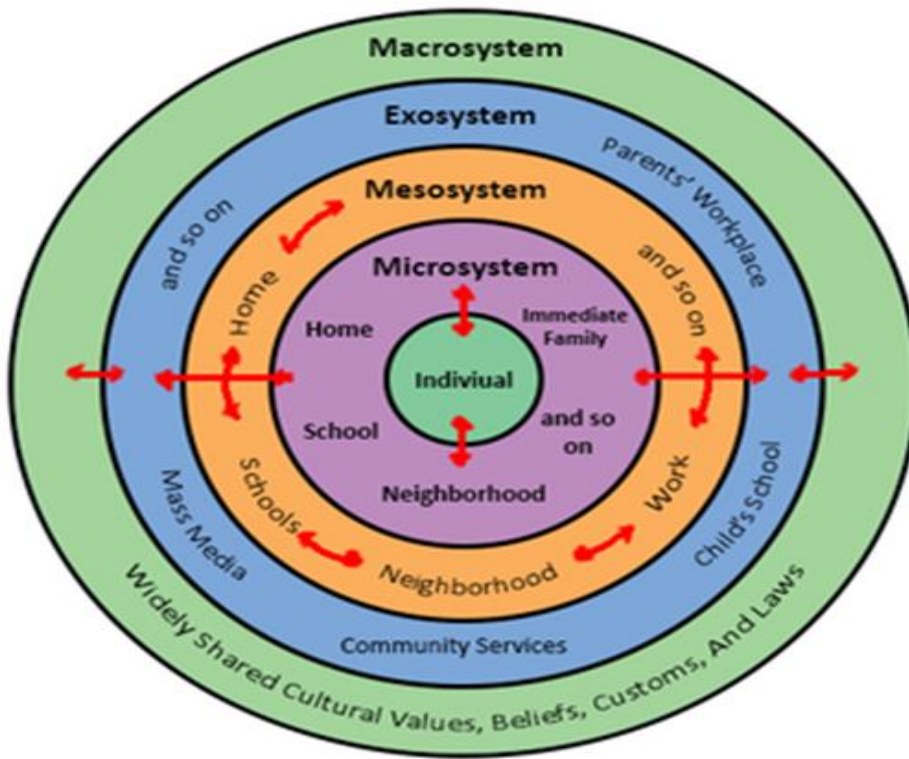 Macrosystem
Exosystem
Parents' Workplace
and so on
Mesosystem
and so on
Home
Microsystem
Home
Immediate
Family
Indiviual
School
and so
on
Neighborhood
Schools
Work
Neighborhood
Mass Media
Child's School
Community Services
Widely Shared Cultural Values, Beliefs, Customs, And Laws